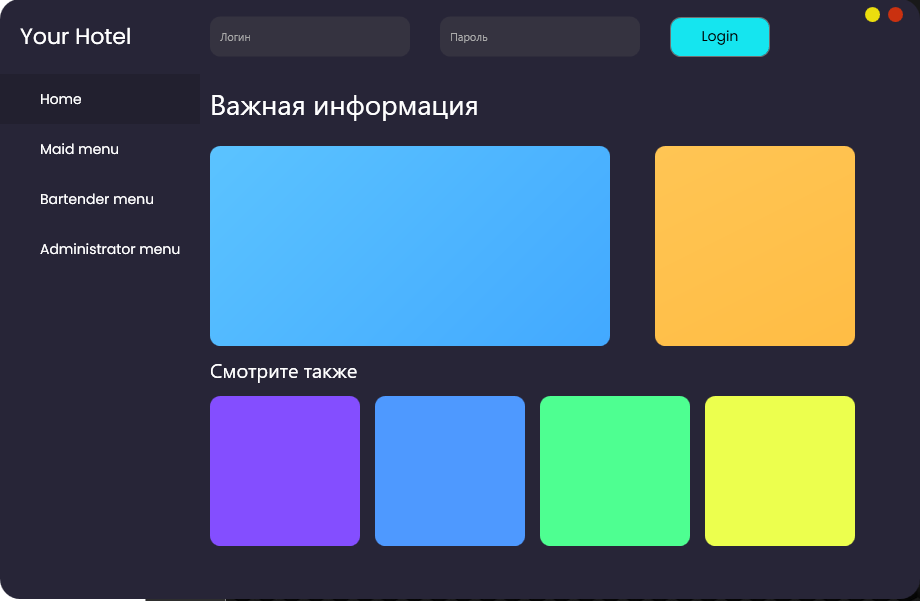 Your Hotel
Логин
Пароль
Login
Home
Maid menu
Bartender menu
Administrator menu
Важная информация
Смотрите также